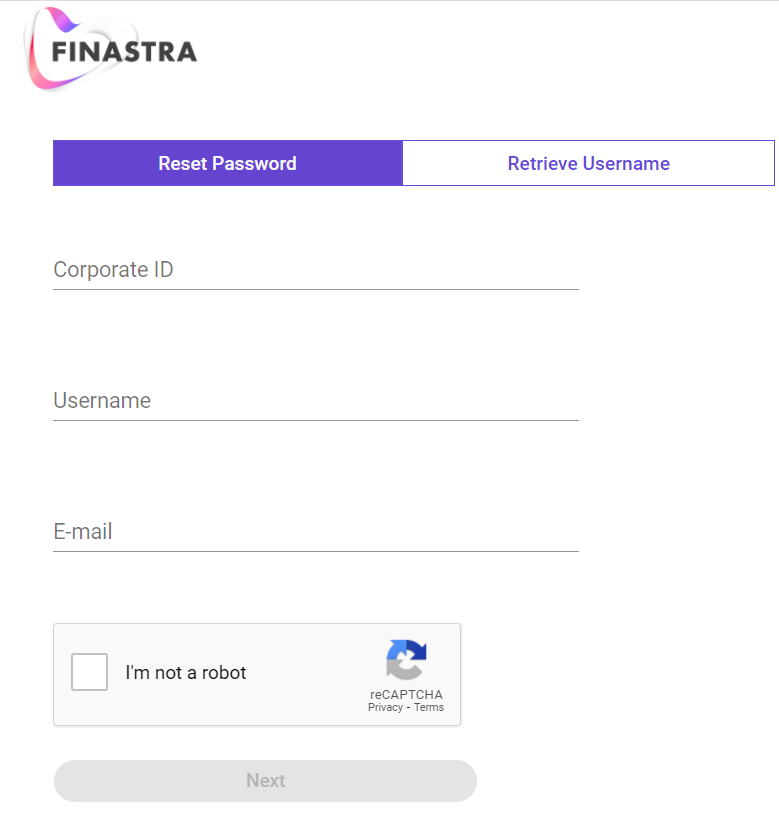 FINASTRA
Reset Password
Retrieve Username
Corporate ID
Username
E-mail
I'm not a robot
reCAPTCHA
Privacy - Terms
Next